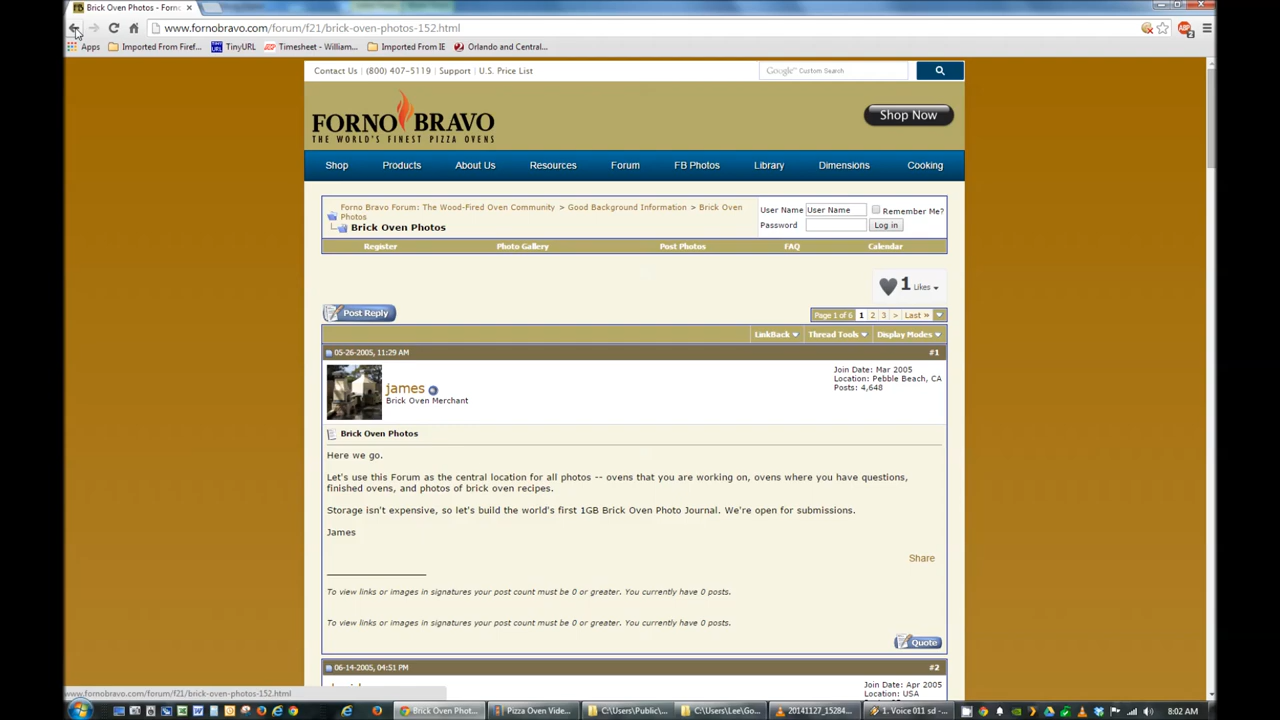 Brick Oven Photos - Forno
www.fornobravo.com/forum/f21/brick-oven-photos-152.html
Apps Imported From Firef... TinyURL Timesheet - William... Imported From IE Orlando and Central...
Contact Us | (800) 407-5119 | Support | U.S. Price List
Google™ Custom Search
FORNO BRAVO
THE WORLD'S FINEST PIZZA OVENS
Shop Now
Shop Products About Us Resources Forum FB Photos Library Dimensions Cooking
Forno Bravo Forum: The Wood-Fired Oven Community > Good Background Information > Brick Oven
Photos
Brick Oven Photos
User Name User Name Remember Me?
Password Log in
Register Photo Gallery Post Photos FAQ Calendar
1 Likes
Post Reply
Page 1 of 6 1 2 3 > Last »
LinkBack Thread Tools Display Modes
05-26-2005, 11:29 AM #1
james
Brick Oven Merchant
Join Date: Mar 2005
Location: Pebble Beach, CA
Posts: 4,648
Brick Oven Photos
Here we go.
Let's use this Forum as the central location for all photos -- ovens that you are working on, ovens where you have questions,
finished ovens, and photos of brick oven recipes.
Storage isn't expensive, so let's build the world's first 1GB Brick Oven Photo Journal. We're open for submissions.
James
Share
To view links or images in signatures your post count must be 0 or greater. You currently have 0 posts.
To view links or images in signatures your post count must be 0 or greater. You currently have 0 posts.
Quote
06-14-2005, 04:51 PM #2
Join Date: Apr 2005
Location: USA
www.fornobravo.com/forum/f21/brick-oven-photos-152.html
Brick Oven Phot... Pizza Oven Vide... C:\Users\Public\... C:\Users\Lee\Go... 20141127_15284... 1. Voice 011 sd -... 8:02 AM